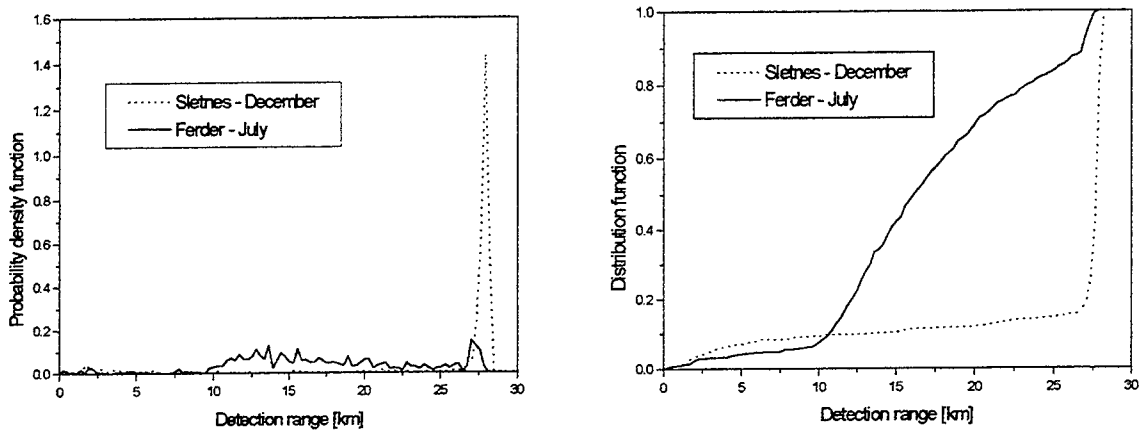 1.6
1.4
1.2
1.0
0.8
0.6
0.4
0.2
0.0
Probability density function
Sletnes - December
Ferder - July
0 5 10 15 20 25 30
Detection range [km]
1.0
0.8
0.6
0.4
0.2
0.0
Distribution function
Sletnes - December
Ferder - July
0 5 10 15 20 25 30
Detection range [km]